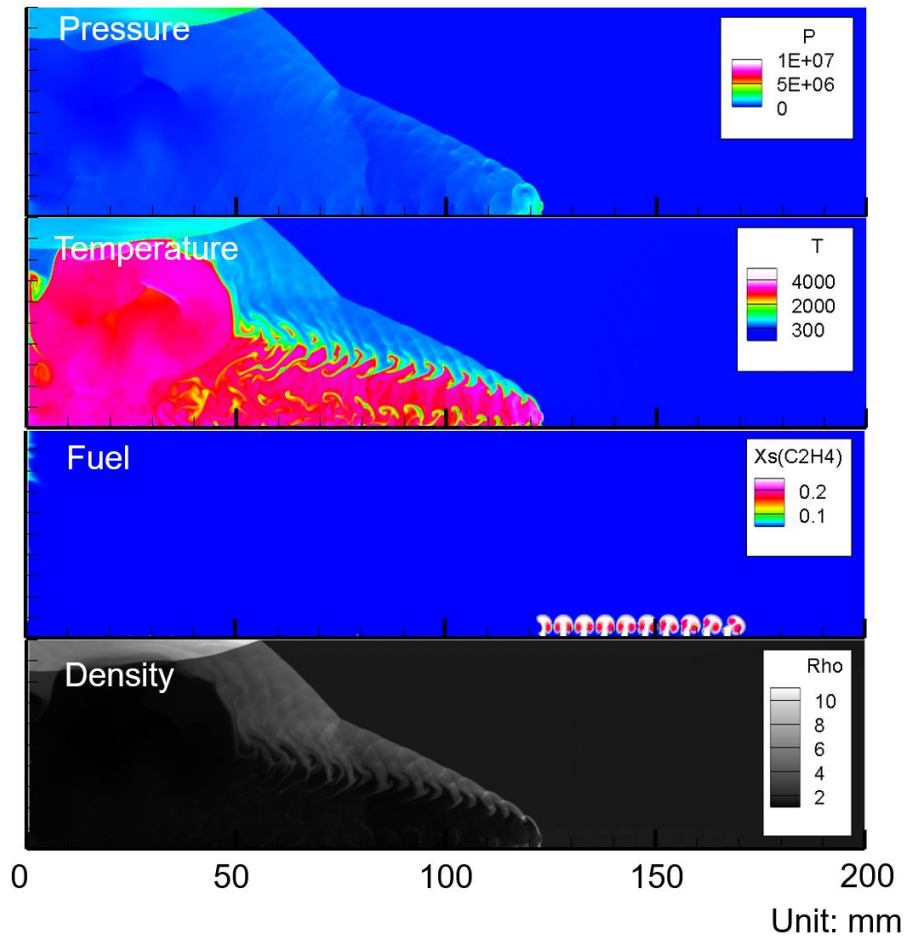 Pressure
P
1E+07
5E+06
0
Temperature
T
4000
2000
300
Fuel
Xs(C2H4)
0.2
0.1
Density
Rho
10
8
6
4
2
0 50 100 150 200
Unit: mm